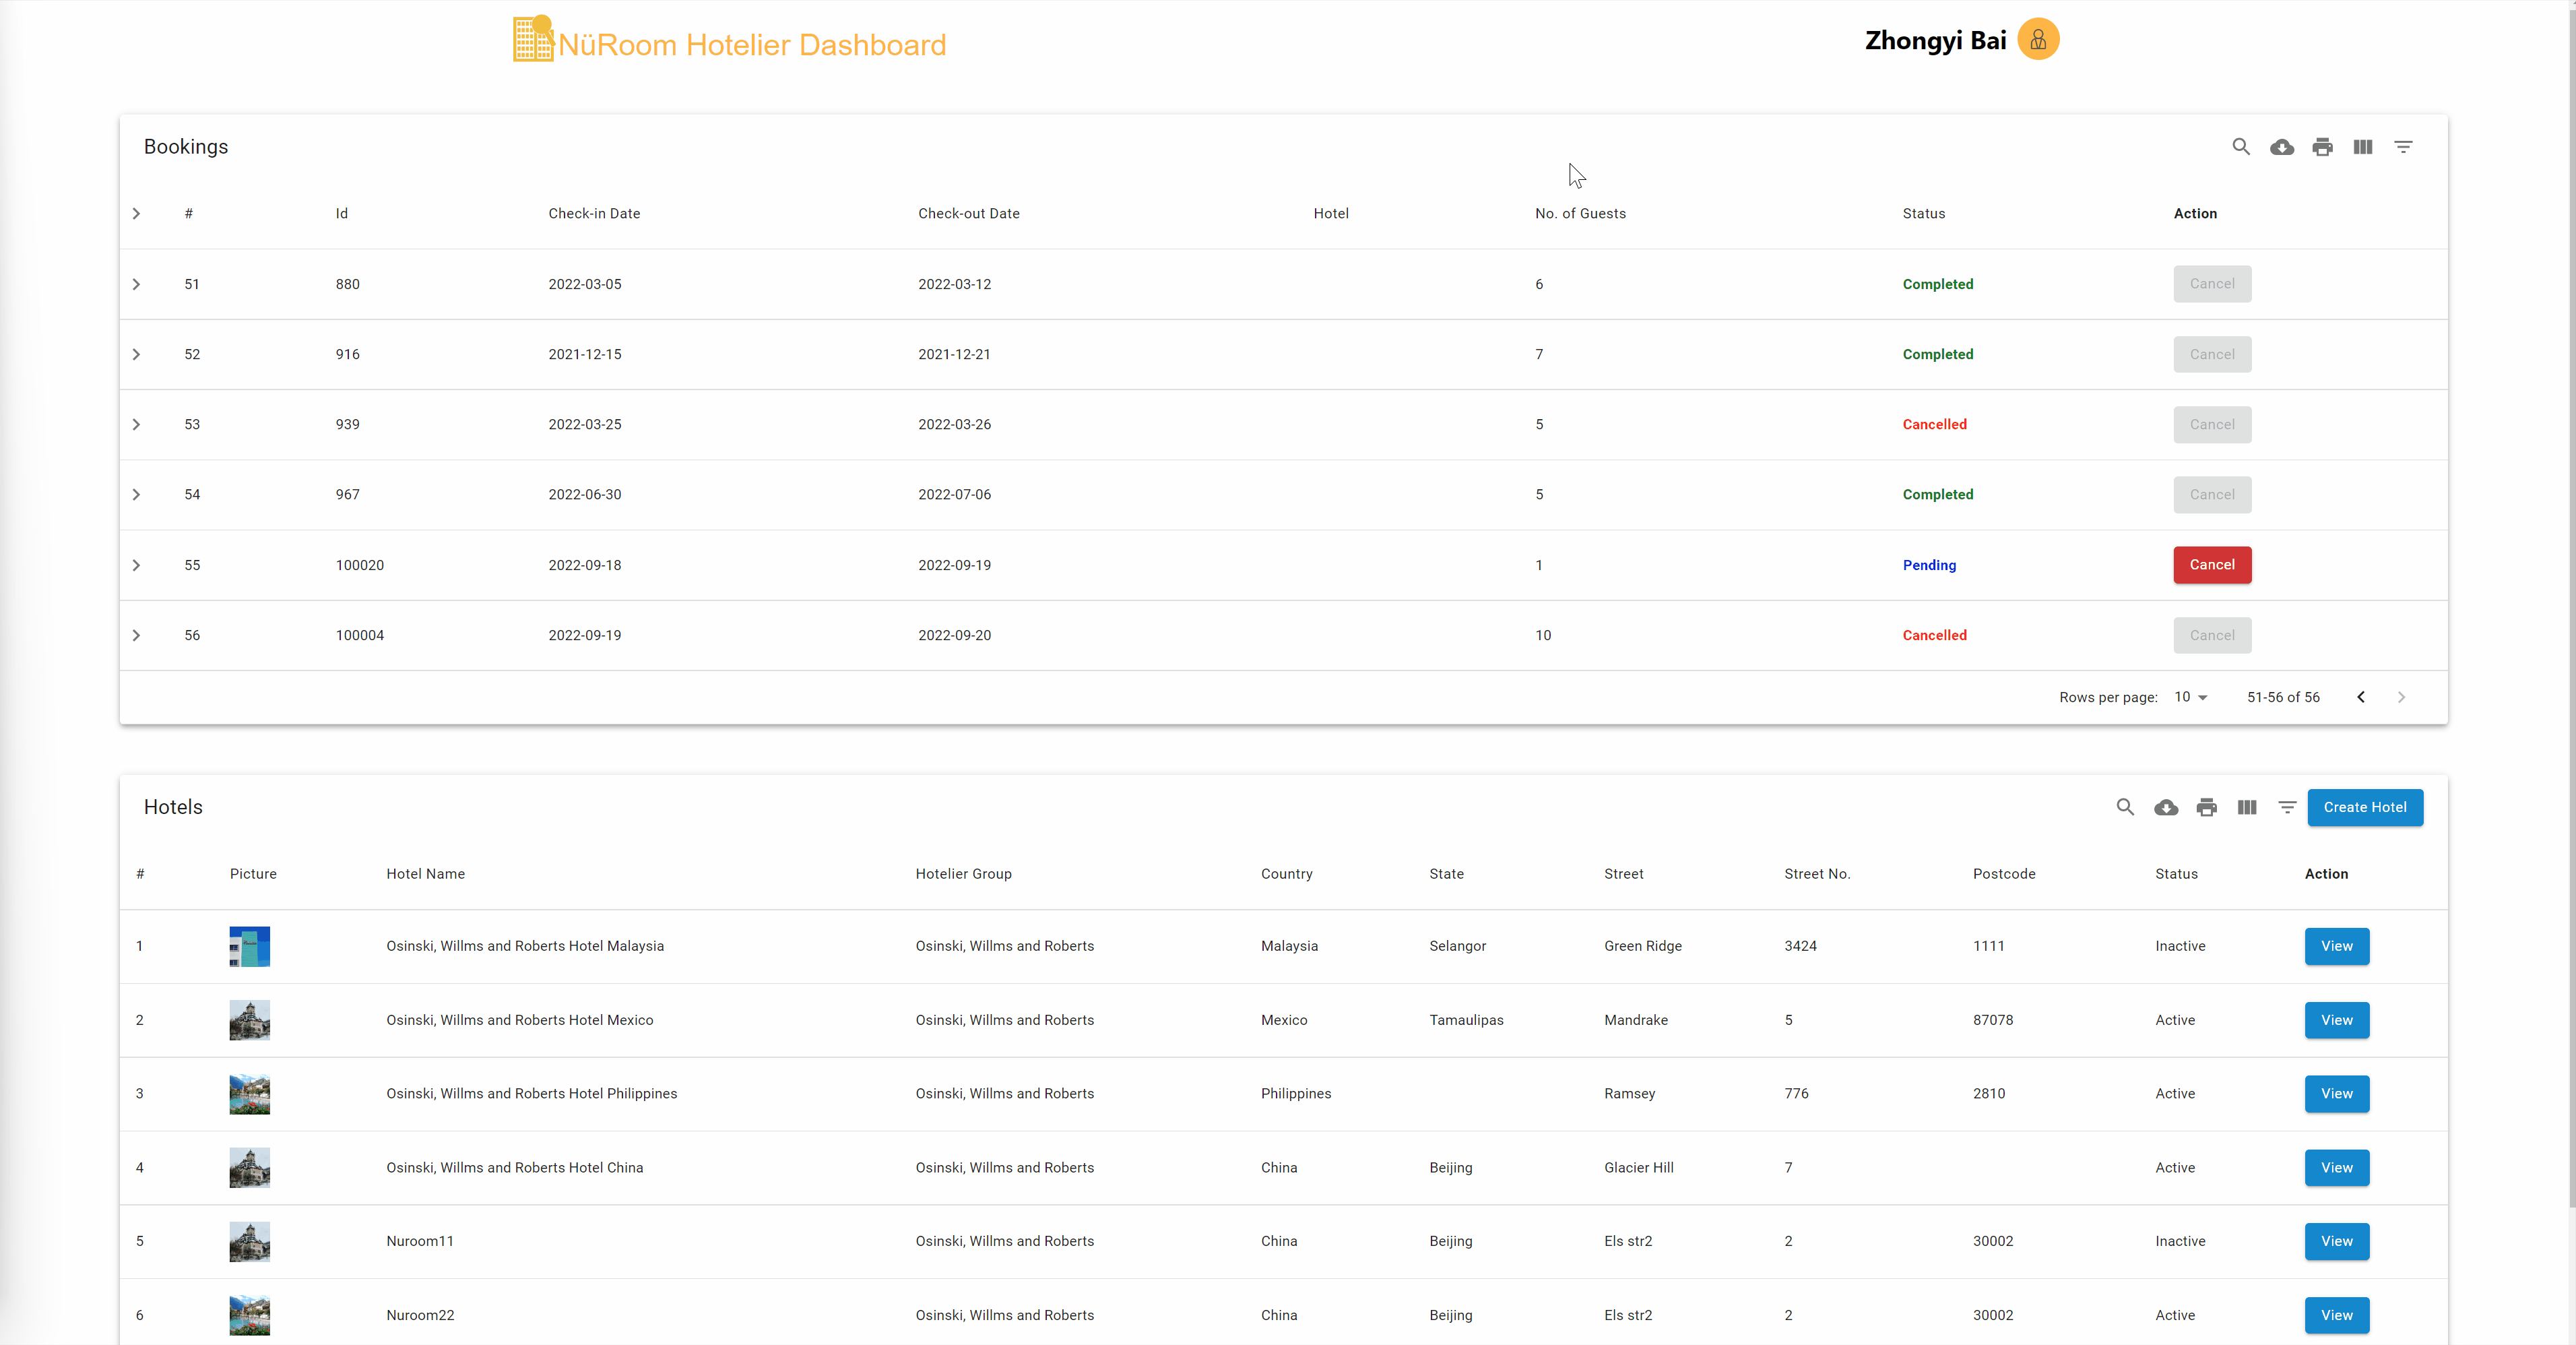 NüRoom Hotelier Dashboard
Zhongyi Bai
Bookings
# Id Check-in Date Check-out Date Hotel No. of Guests Status Action
51 880 2022-03-05 2022-03-12 6 Completed Cancel
52 916 2021-12-15 2021-12-21 7 Completed Cancel
53 939 2022-03-25 2022-03-26 5 Cancelled Cancel
54 967 2022-06-30 2022-07-06 5 Completed Cancel
55 100020 2022-09-18 2022-09-19 1 Pending Cancel
56 100004 2022-09-19 2022-09-20 10 Cancelled Cancel
Rows per page: 10 51-56 of 56
Hotels Create Hotel
# Picture Hotel Name Hotelier Group Country State Street Street No. Postcode Status Action
1 Osinski, Willms and Roberts Hotel Malaysia Osinski, Willms and Roberts Malaysia Selangor Green Ridge 3424 1111 Inactive View
2 Osinski, Willms and Roberts Hotel Mexico Osinski, Willms and Roberts Mexico Tamaulipas Mandrake 5 87078 Active View
3 Osinski, Willms and Roberts Hotel Philippines Osinski, Willms and Roberts Philippines Ramsey 776 2810 Active View
4 Osinski, Willms and Roberts Hotel China Osinski, Willms and Roberts China Beijing Glacier Hill 7 Active View
5 Nuroom11 Osinski, Willms and Roberts China Beijing Els str2 2 30002 Inactive View
6 Nuroom22 Osinski, Willms and Roberts China Beijing Els str2 2 30002 Active View